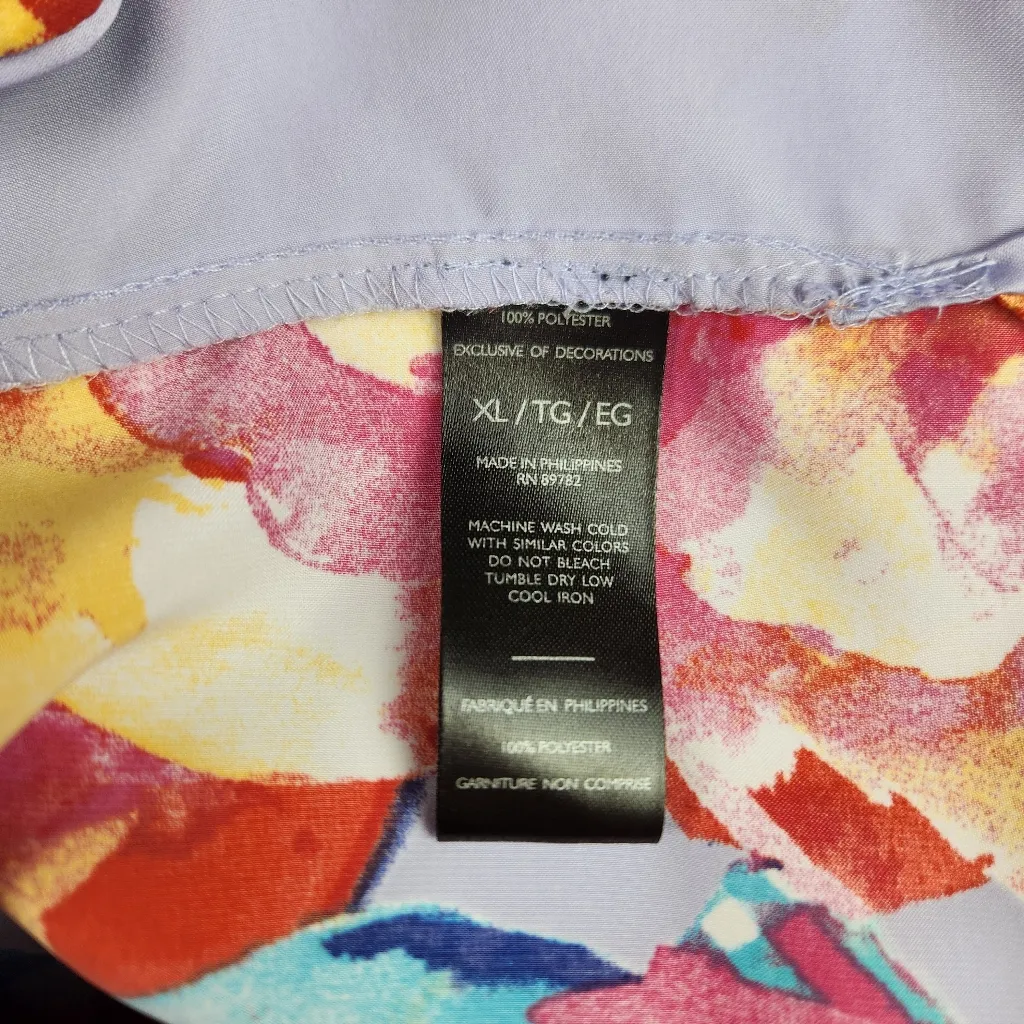 100% POLYESTER
EXCLUSIVE OF DECORATIONS
XL / TG / EG
MADE IN PHILIPPINES
RN 89782
MACHINE WASH COLD
WITH SIMILAR COLORS
DO NOT BLEACH
TUMBLE DRY LOW
COOL IRON
FABRIQUÉ EN PHILIPPINES
100% POLYESTER
GARNITURE NON COMPRISE